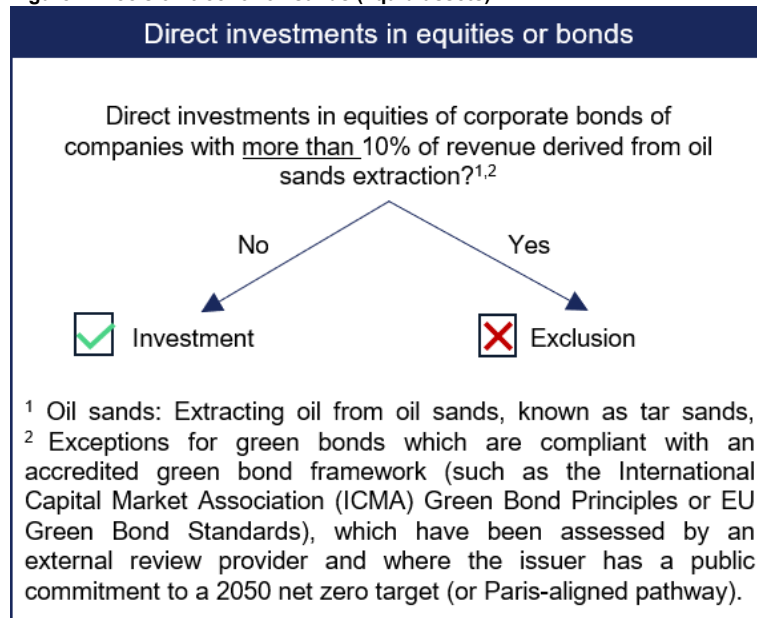 Direct investments in equities or bonds
Direct investments in equities of corporate bonds of
companies with more than 10% of revenue derived from oil
sands extraction?¹,²
No
Yes
Investment
Exclusion
¹ Oil sands: Extracting oil from oil sands, known as tar sands,
² Exceptions for green bonds which are compliant with an
accredited green bond framework (such as the International
Capital Market Association (ICMA) Green Bond Principles or EU
Green Bond Standards), which have been assessed by an
external review provider and where the issuer has a public
commitment to a 2050 net zero target (or Paris-aligned pathway).